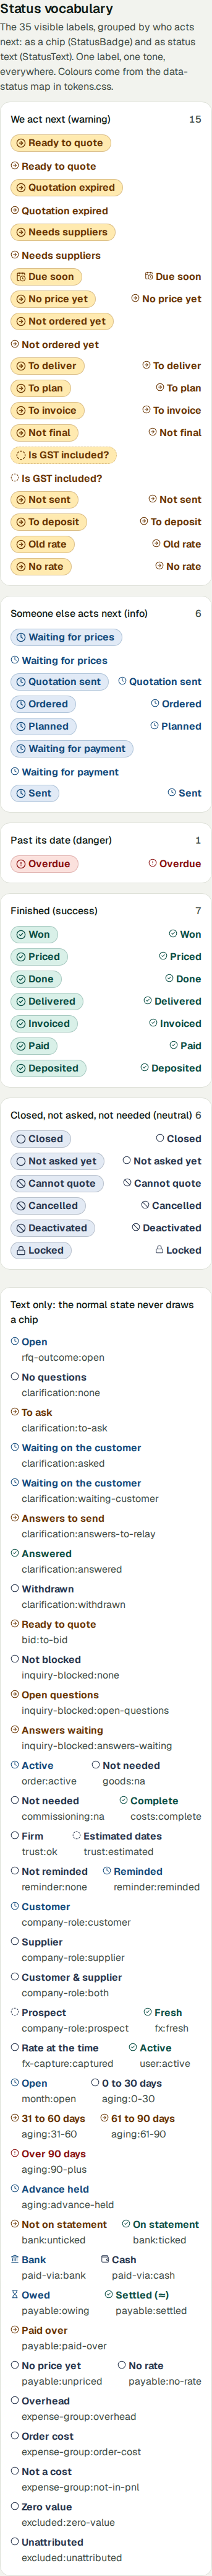 Status vocabulary
The 35 visible labels, grouped by who acts
next: as a chip (StatusBadge) and as status
text (StatusText). One label, one tone,
everywhere. Colours come from the data-
status map in tokens.css.
We act next (warning) 15
Ready to quote
Ready to quote
Quotation expired
Quotation expired
Needs suppliers
Needs suppliers
Due soon Due soon
No price yet No price yet
Not ordered yet
Not ordered yet
To deliver To deliver
To plan To plan
To invoice To invoice
Not final Not final
Is GST included?
Is GST included?
Not sent Not sent
To deposit To deposit
Old rate Old rate
No rate No rate
Someone else acts next (info) 6
Waiting for prices
Waiting for prices
Quotation sent Quotation sent
Ordered Ordered
Planned Planned
Waiting for payment
Waiting for payment
Sent Sent
Past its date (danger) 1
Overdue Overdue
Finished (success) 7
Won Won
Priced Priced
Done Done
Delivered Delivered
Invoiced Invoiced
Paid Paid
Deposited Deposited
Closed, not asked, not needed (neutral) 6
Closed Closed
Not asked yet Not asked yet
Cannot quote Cannot quote
Cancelled Cancelled
Deactivated Deactivated
Locked Locked
Text only: the normal state never draws
a chip
Open
rfq-outcome:open
No questions
clarification:none
To ask
clarification:to-ask
Waiting on the customer
clarification:asked
Waiting on the customer
clarification:waiting-customer
Answers to send
clarification:answers-to-relay
Answered
clarification:answered
Withdrawn
clarification:withdrawn
Ready to quote
bid:to-bid
Not blocked
inquiry-blocked:none
Open questions
inquiry-blocked:open-questions
Answers waiting
inquiry-blocked:answers-waiting
Active Not needed
order:active goods:na
Not needed Complete
commissioning:na costs:complete
Firm Estimated dates
trust:ok trust:estimated
Not reminded Reminded
reminder:none reminder:reminded
Customer
company-role:customer
Supplier
company-role:supplier
Customer & supplier
company-role:both
Prospect Fresh
company-role:prospect fx:fresh
Rate at the time Active
fx-capture:captured user:active
Open 0 to 30 days
month:open aging:0-30
31 to 60 days 61 to 90 days
aging:31-60 aging:61-90
Over 90 days
aging:90-plus
Advance held
aging:advance-held
Not on statement On statement
bank:unticked bank:ticked
Bank Cash
paid-via:bank paid-via:cash
Owed Settled (≈)
payable:owing payable:settled
Paid over
payable:paid-over
No price yet No rate
payable:unpriced payable:no-rate
Overhead
expense-group:overhead
Order cost
expense-group:order-cost
Not a cost
expense-group:not-in-pnl
Zero value
excluded:zero-value
Unattributed
excluded:unattributed